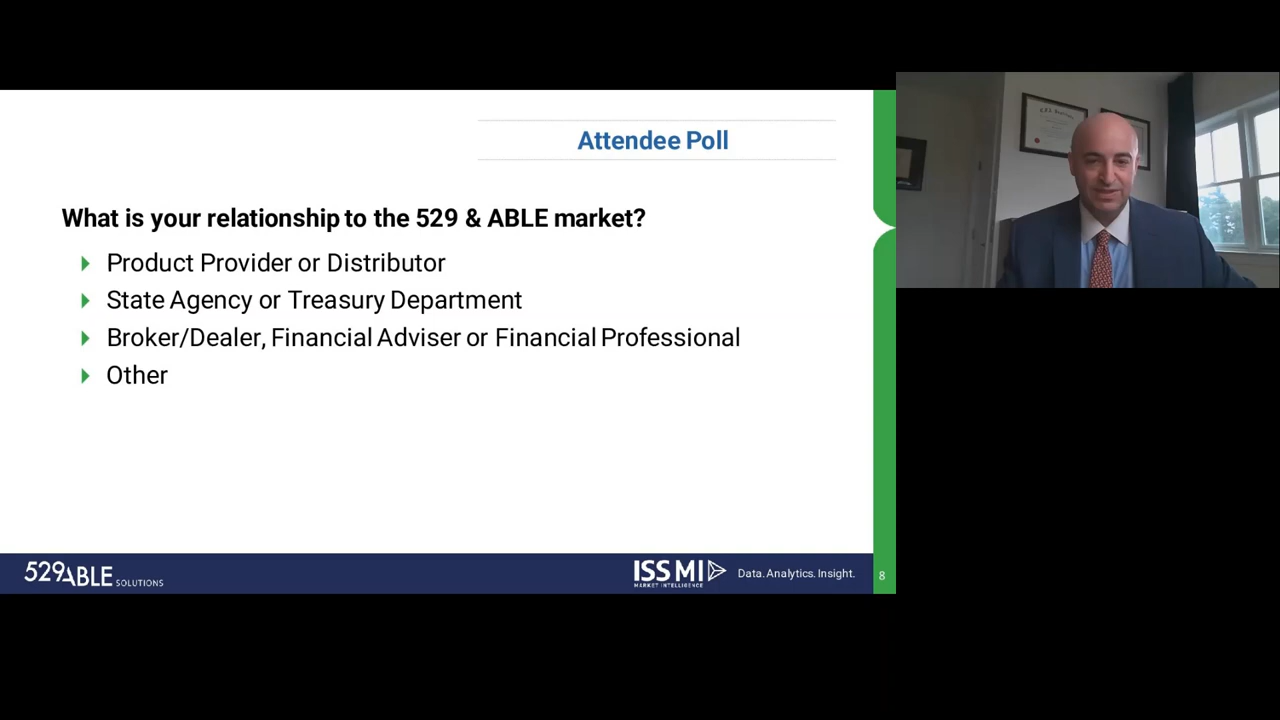 Attendee Poll
What is your relationship to the 529 & ABLE market?
Product Provider or Distributor
State Agency or Treasury Department
Broker/Dealer, Financial Adviser or Financial Professional
Other
529ABLE SOLUTIONS
ISS MI
MARKET INTELLIGENCE
Data. Analytics. Insight.
8